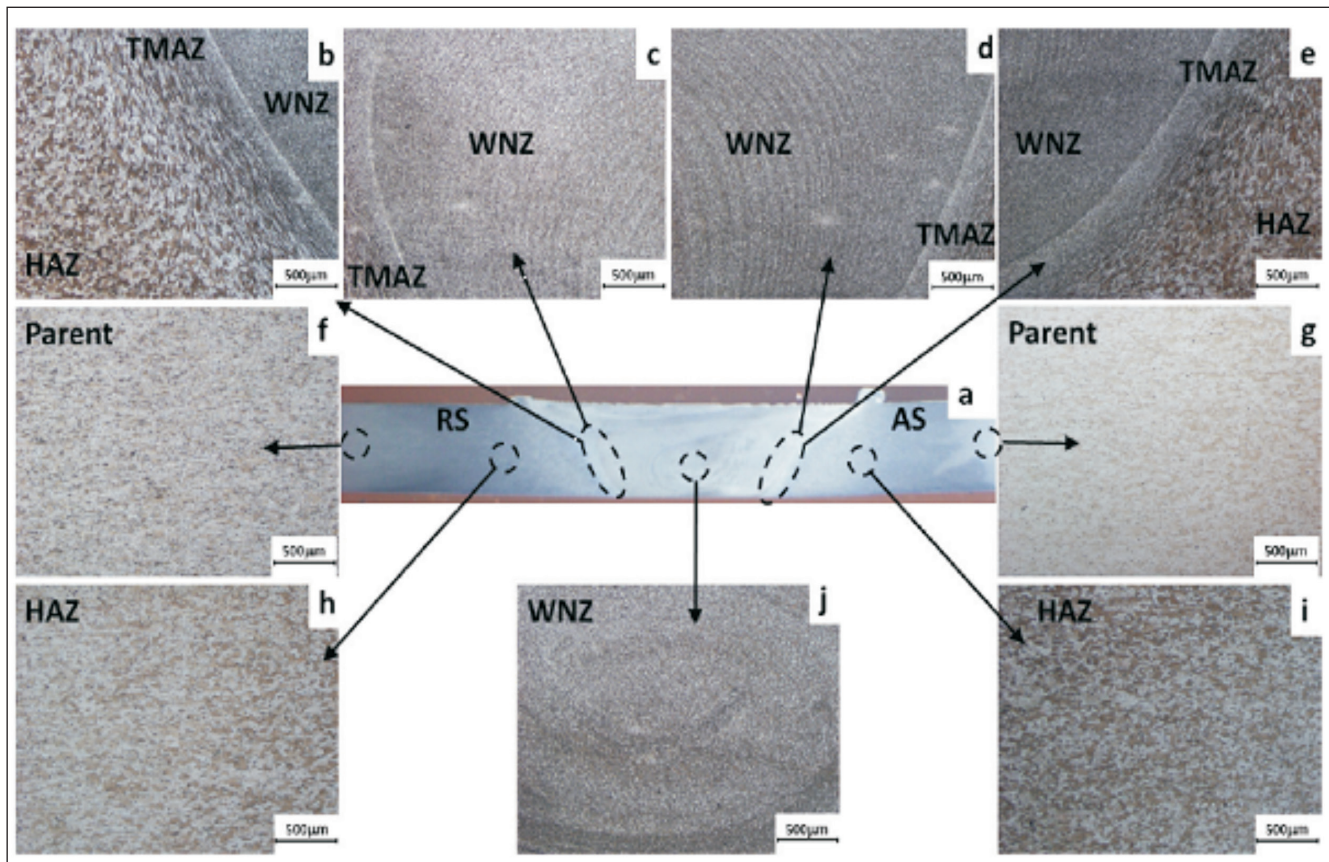 TMAZ
b
WNZ
HAZ
500μm
c
WNZ
TMAZ
500μm
d
WNZ
TMAZ
500μm
e
TMAZ
WNZ
HAZ
500μm
Parent
f
500μm
RS
AS
a
Parent
g
500μm
HAZ
h
500μm
WNZ
j
500μm
HAZ
i
500μm